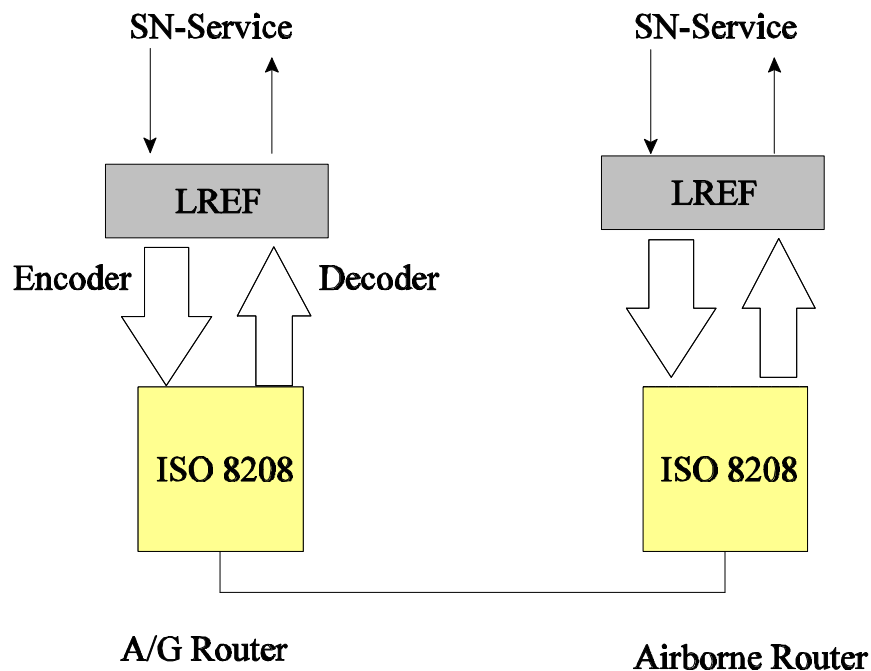 SN-Service
SN-Service
LREF
LREF
Encoder
Decoder
ISO 8208
ISO 8208
A/G Router
Airborne Router